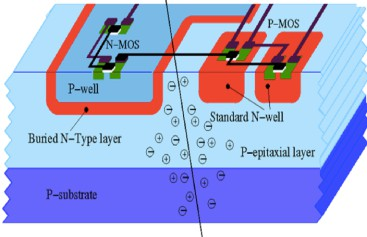 P-MOS
N-MOS
P-well
Standard N-well
Buried N-Type layer
P-epitaxial layer
P-substrate